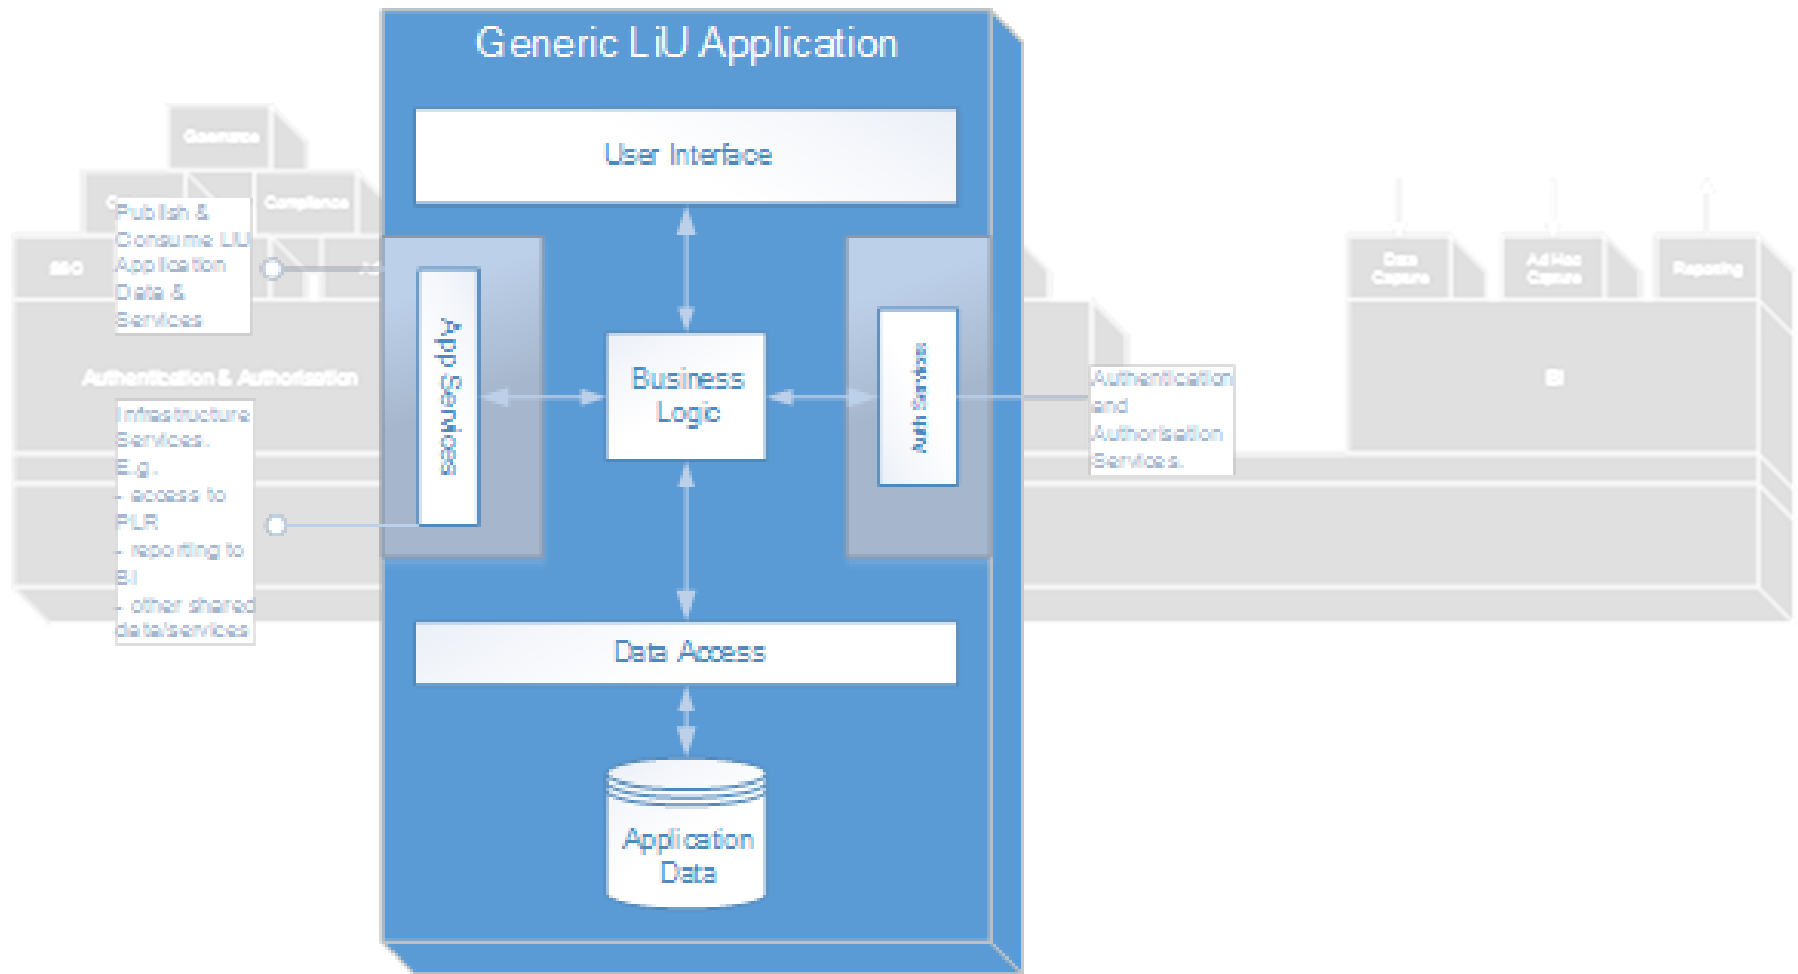 Generic LiU Application
User Interface
Governance
Compliance
Publish &
Consume LiU
Application
Data &
Services
SSO
Data
Capture
Ad Hoc
Capture
Reporting
App Services
Business
Logic
Auth Services
Authentication & Authorisation
Authentication
and
Authorisation
Services.
BI
Infrastructure
Services.
E.g.
- access to
PLR
- reporting to
BI
- other shared
data/services
Data Access
Application
Data